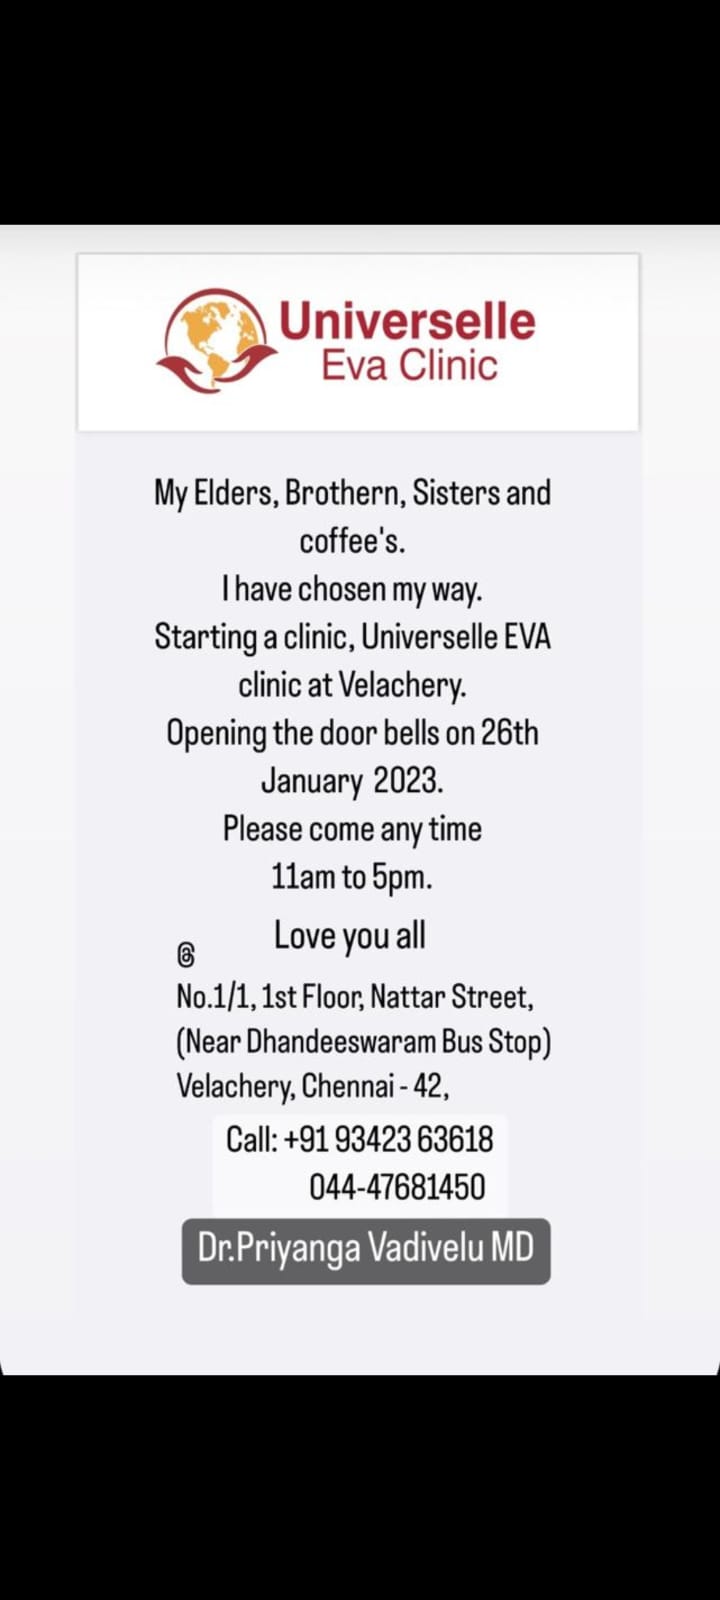 Universelle
Eva Clinic
My Elders, Brothern, Sisters and
coffee's.
I have chosen my way.
Starting a clinic, Universelle EVA
clinic at Velachery.
Opening the door bells on 26th
January 2023.
Please come any time
11am to 5pm.
Love you all
@
No.1/1, 1st Floor, Nattar Street,
(Near Dhandeeswaram Bus Stop)
Velachery, Chennai - 42,
Call: +91 93423 63618
044-47681450
Dr.Priyanga Vadivelu MD